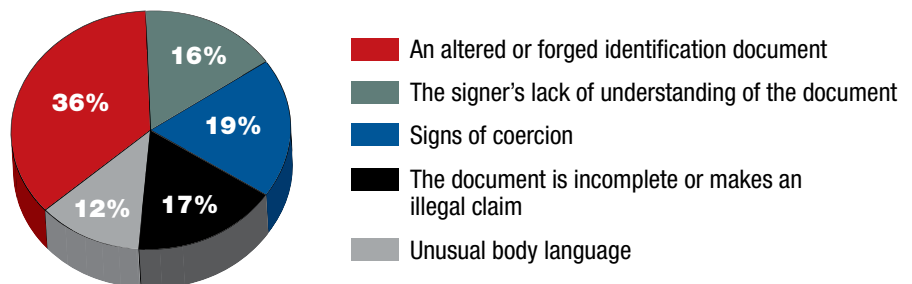 16%
36%
19%
12%
17%
An altered or forged identification document
The signer’s lack of understanding of the document
Signs of coercion
The document is incomplete or makes an
illegal claim
Unusual body language